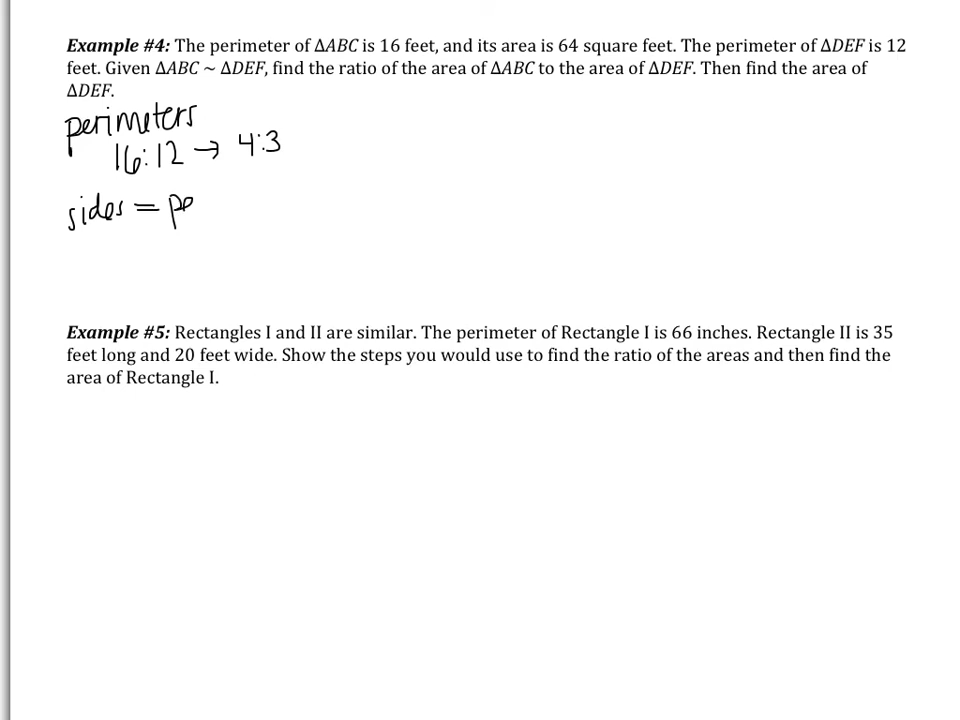 Example #4: The perimeter of ΔABC is 16 feet, and its area is 64 square feet. The perimeter of ΔDEF is 12
feet. Given ΔABC ~ ΔDEF, find the ratio of the area of ΔABC to the area of ΔDEF. Then find the area of
ΔDEF.
perimeters
16:12 → 4:3
sides = pe
Example #5: Rectangles I and II are similar. The perimeter of Rectangle I is 66 inches. Rectangle II is 35
feet long and 20 feet wide. Show the steps you would use to find the ratio of the areas and then find the
area of Rectangle I.